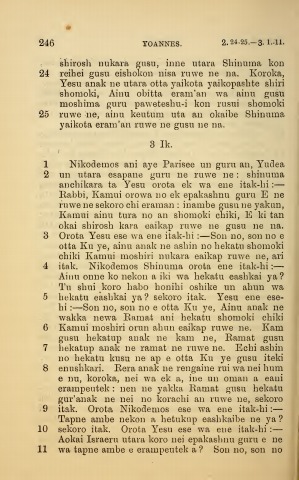 246 YOANNES. 2. 24-25.—3. 1.-11.
shirosh nukara gusu, inne utara Shinuma kon
24 reihei gusu eishokon nisa ruwe ne na. Koroka,
Yesu anak ne utara otta yaikota yaikopashte shiri
shomoki, Ainu obitta eram'an wa ainu gusu
moshima guru paweteshu-i kon rusui shomoki
25 ruwe ne, ainu keutum uta an okaibe Shinuma
yaikota eram'an ruwe ne gusu ne na.
3 Ik.
1 Nikodemos ani aye Parisee un guru an, Yudea
2 un utara esapane guru ne ruwe ne: shinuma
anchikara ta Yesu orota ek wa ene itak-hi:—
Rabbi, Kamui orowa no ek epakashnu guru E ne
ruwe ne sekoro chi eraman: inambe gusu ne yakun,
Kamui ainu tura no an shomoki chiki, E ki tan
okai shirosh kara eaikap ruwe ne gusu ne na.
3 Orota Yesu ese wa ene itak-hi:—Son no, son no e
otta Ku ye, ainu anak ne ashin no hekatu shomoki
chiki Kamui moshiri nukara eaikap ruwe ne, ari
4 itak. Nikodemos Shinuma orota ene itak-hi:—
Ainu onne ko nekon a iki wa hekatu eashkai ya?
Tu shui koro habo honihi oshike un ahun wa
5 hekatu eashkai ya? sekoro itak. Yesu ene ese-
hi:—Son no, son no e otta Ku ye, Ainu anak ne
wakka newa Ramat ani hekatu shomoki chiki
6 Kamui moshiri orun ahun eaikap ruwe ne. Kam
gusu hekatup anak ne kam ne, Ramat gusu
7 hekatup anak ne ramat ne ruwe ne. Echi ashin
no hekatu kusu ne ap e otta Ku ye gusu iteki
8 enushkari. Rera anak ne rengaine rui wa nei hum
e nu, koroka, nei wa ek a, ine un oman a eani
erampeutek: nen ne yakka Ramat gusu hekatu
gur'anak ne nei no korachi an ruwe ne, sekoro
9 itak. Orota Nikodemos ese wa ene itak-hi:—
Tapne ambe nekon a hetukup eashkaibe ne ya?
10 sekoro itak. Orota Yesu ese wa ene itak-hi:—
Aokai Israeru utara koro nei epakashnu guru e ne
11 wa tapne ambe e erampeutek a? Son no, son no